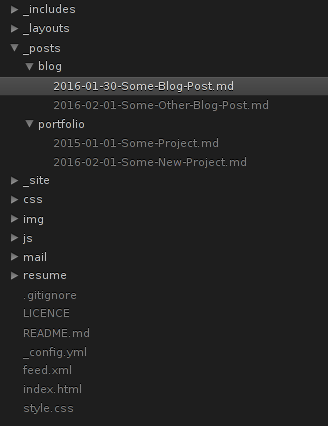 _includes
_layouts
_posts
blog
2016-01-30-Some-Blog-Post.md
2016-02-01-Some-Other-Blog-Post.md
portfolio
2015-01-01-Some-Project.md
2016-02-01-Some-New-Project.md
_site
css
img
js
mail
resume
.gitignore
LICENCE
README.md
_config.yml
feed.xml
index.html
style.css